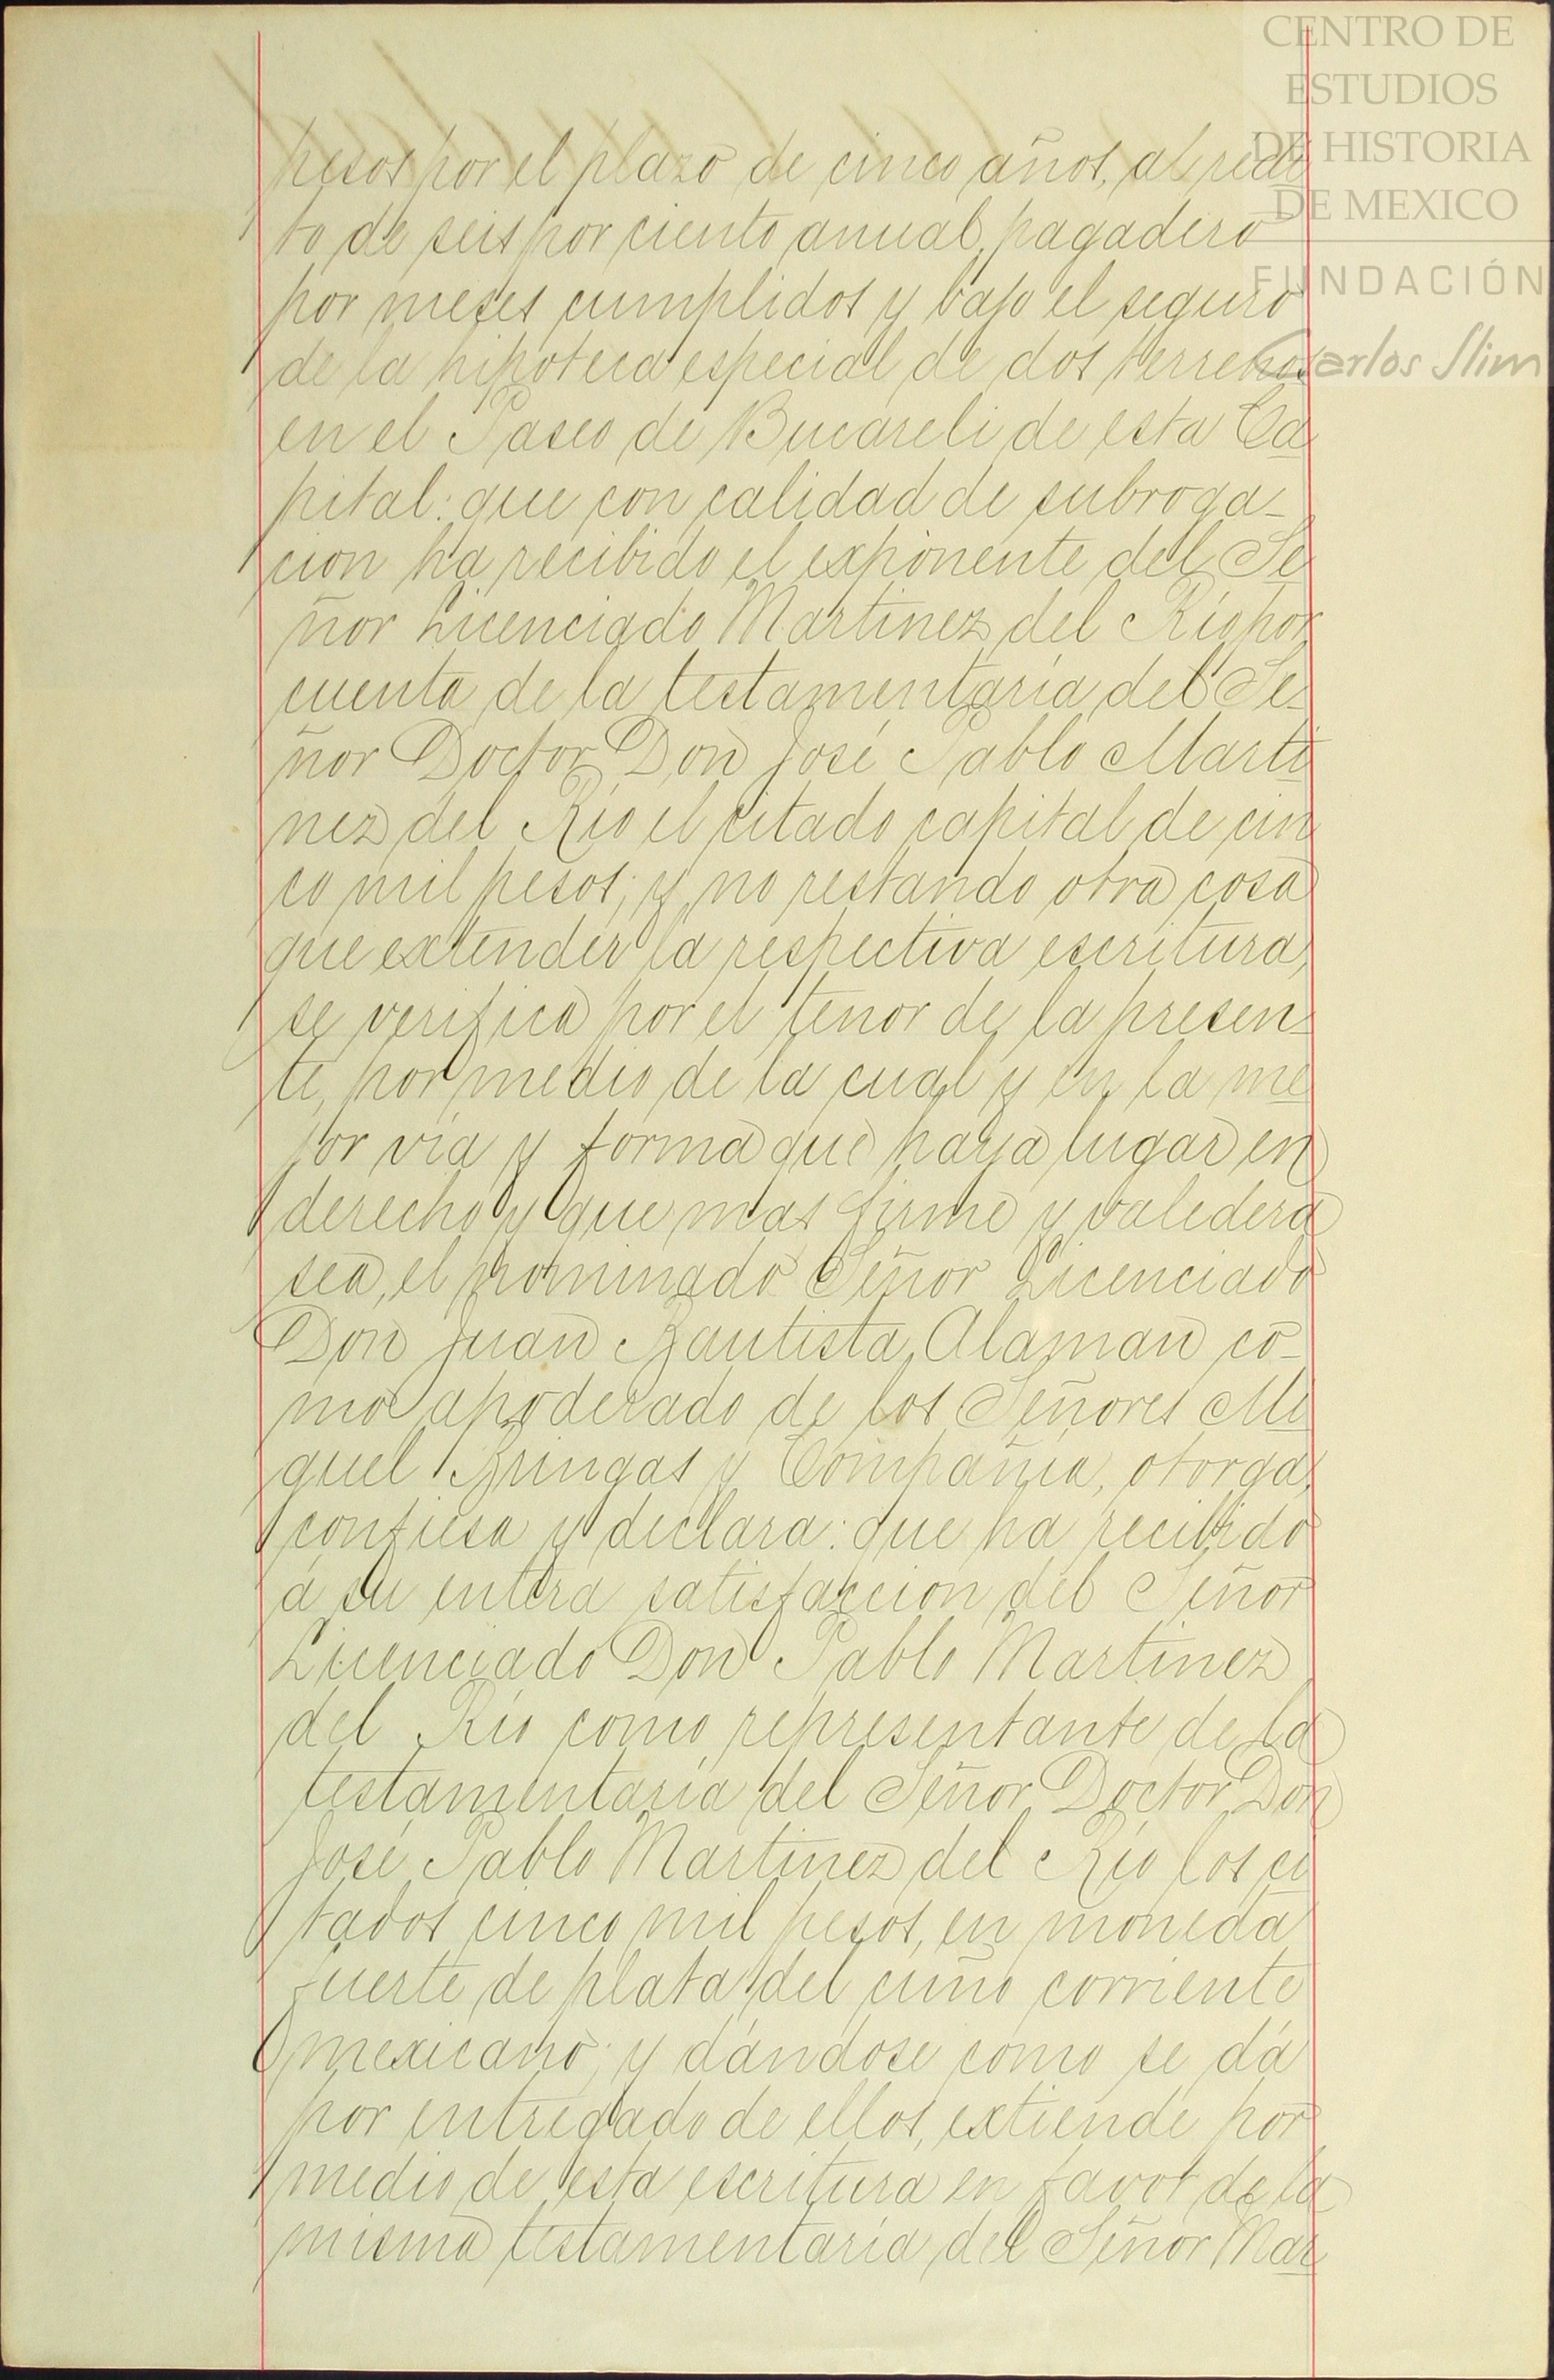 CENTRO DE
ESTUDIOS
DE HISTORIA
DE MEXICO
FUNDACIÓN
Carlos Slim
pesos por el plazo de cinco años, al rédi
to de seis por ciento anual, pagadero
por meses cumplidos y bajo el seguro
de la hipoteca especial de dos terrenos
en el Paseo de Bucareli de esta Ca
pital: que con calidad de subroga-
cion ha recibido el exponente del Se
ñor Licenciado Martinez del Rio por
cuenta de la testamentaría del Se-
ñor Doctor Don José Pablo Marti
nez del Rio el citado capital de cin
co mil pesos; y no restando otra cosa
que extender la respectiva escritura,
se verifica por el tenor de la presen-
te, por medio de la cual y en la me
jor via y forma que haya lugar en
derecho y que mas firme y valedera
sea, el nominado Señor Licenciado
Don Juan Bautista Alaman co-
mo apoderado de los Señores Mi
guel Bringas y Compañia, otorga,
confiesa y declara: que ha recibido
á su entera satisfaccion del Señor
Licenciado Don Pablo Martinez
del Rio como representante de la
testamentaría del Señor Doctor Don
José Pablo Martinez del Rio los ci
tados cinco mil pesos, en moneda
fuerte de plata del cuño corriente
mexicano; y dándose como se dá
por entregado de ellos, extiende por
medio de esta escritura en favor de la
misma testamentaría del Señor Mar